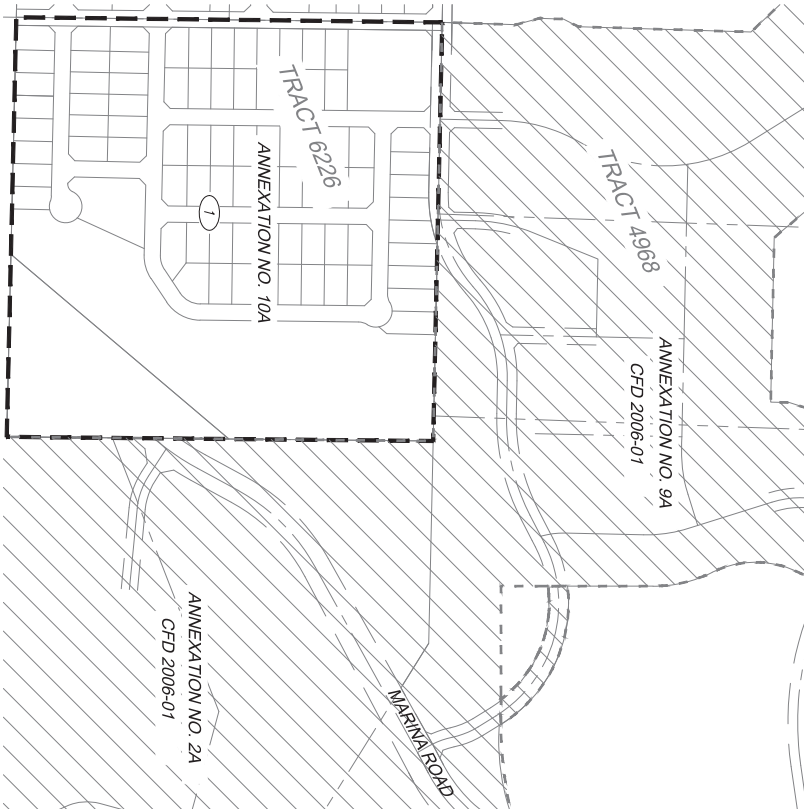 TRACT 6226
ANNEXATION NO. 10A
1
TRACT 4968
ANNEXATION NO. 9A
CFD 2006-01
ANNEXATION NO. 2A
CFD 2006-01
MARINA ROAD